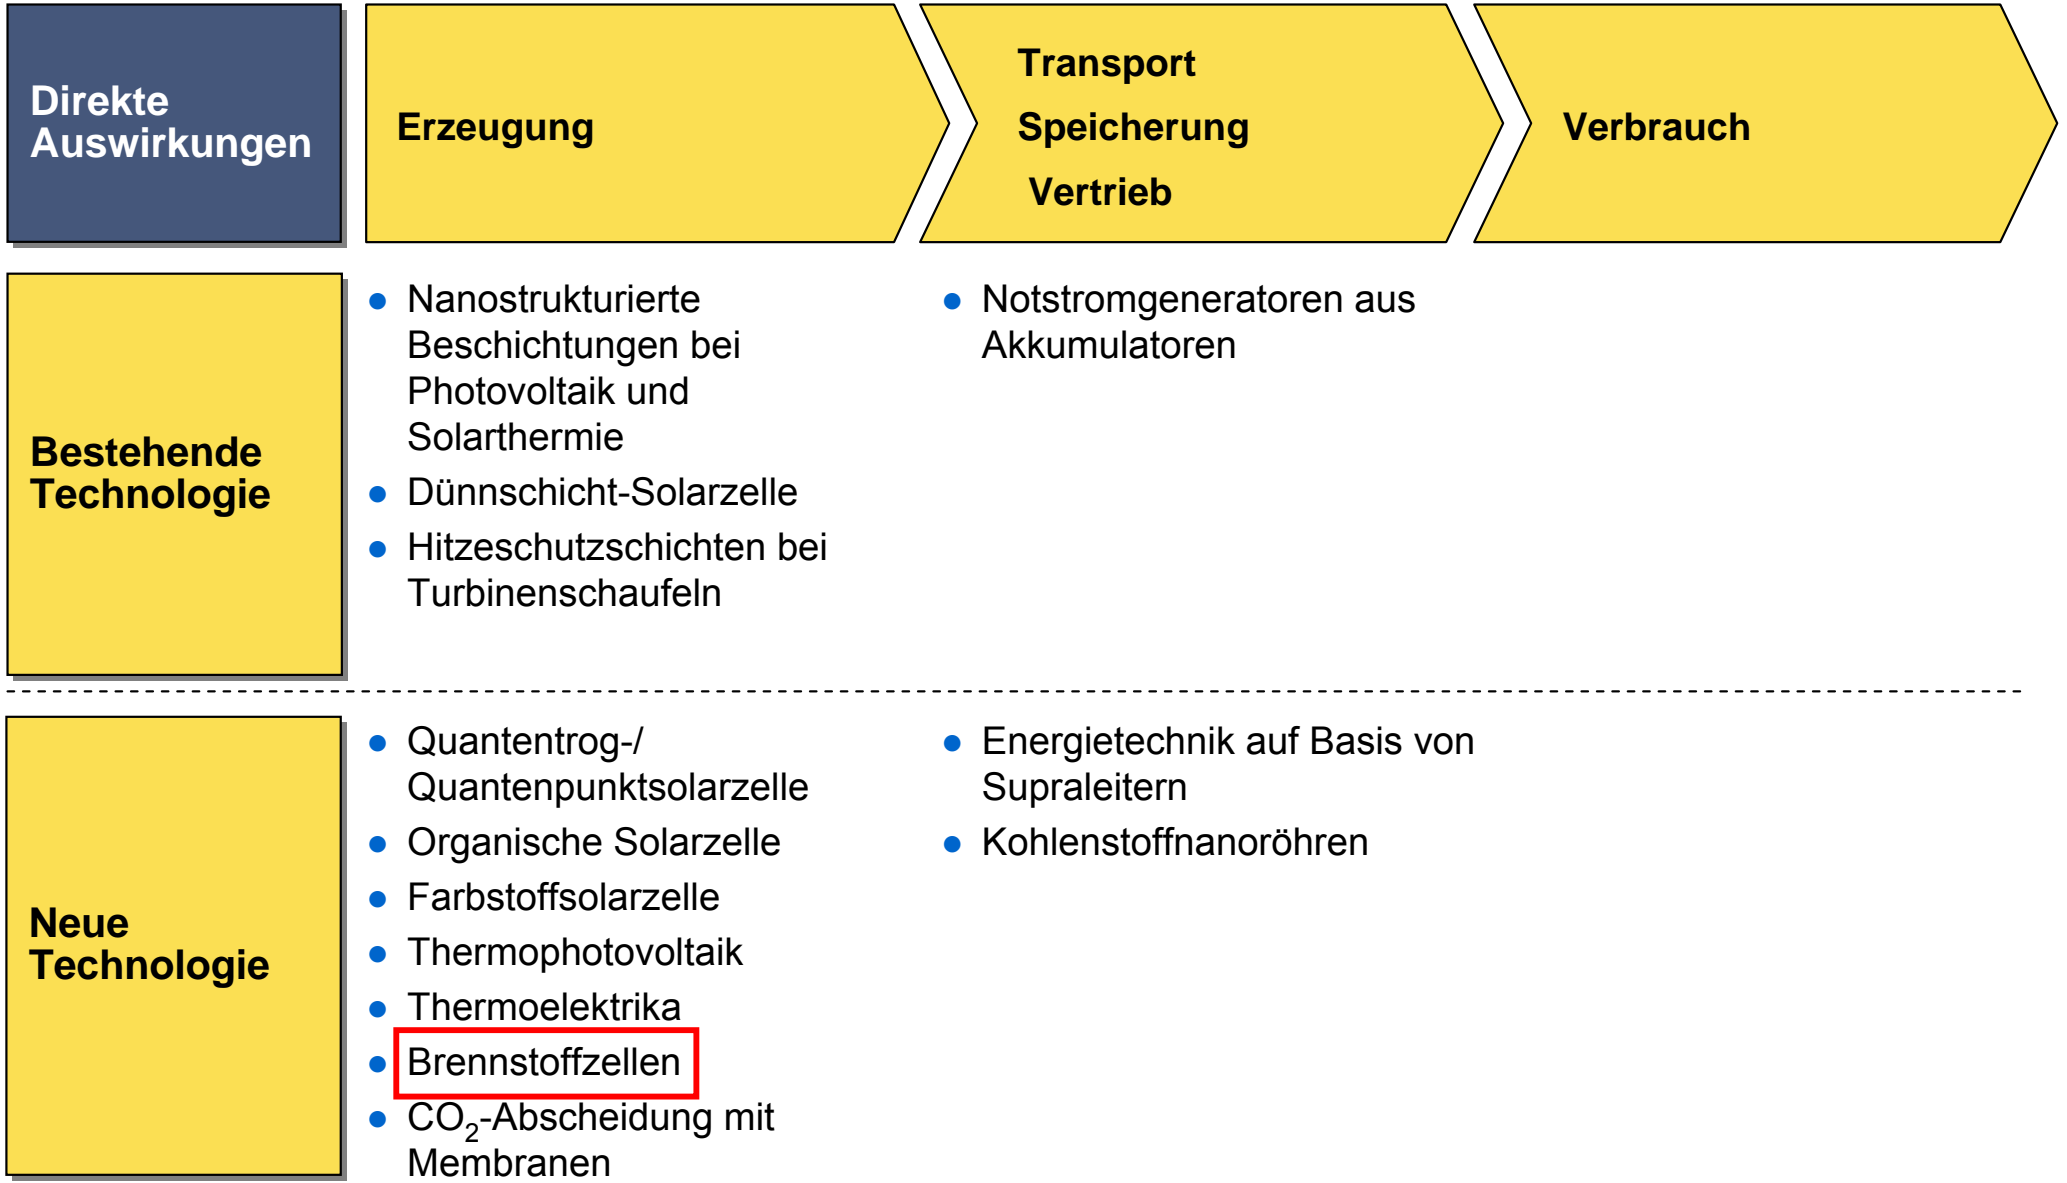 Direkte
Auswirkungen
Erzeugung
Transport
Speicherung
Vertrieb
Verbrauch
Bestehende
Technologie
Nanostrukturierte
Beschichtungen bei
Photovoltaik und
Solarthermie
Dünnschicht-Solarzelle
Hitzeschutzschichten bei
Turbinenschaufeln
Notstromgeneratoren aus
Akkumulatoren
Neue
Technologie
Quantentrog-/
Quantenpunktsolarzelle
Organische Solarzelle
Farbstoffsolarzelle
Thermophotovoltaik
Thermoelektrika
Brennstoffzellen
CO₂-Abscheidung mit
Membranen
Energietechnik auf Basis von
Supraleitern
Kohlenstoffnanoröhren